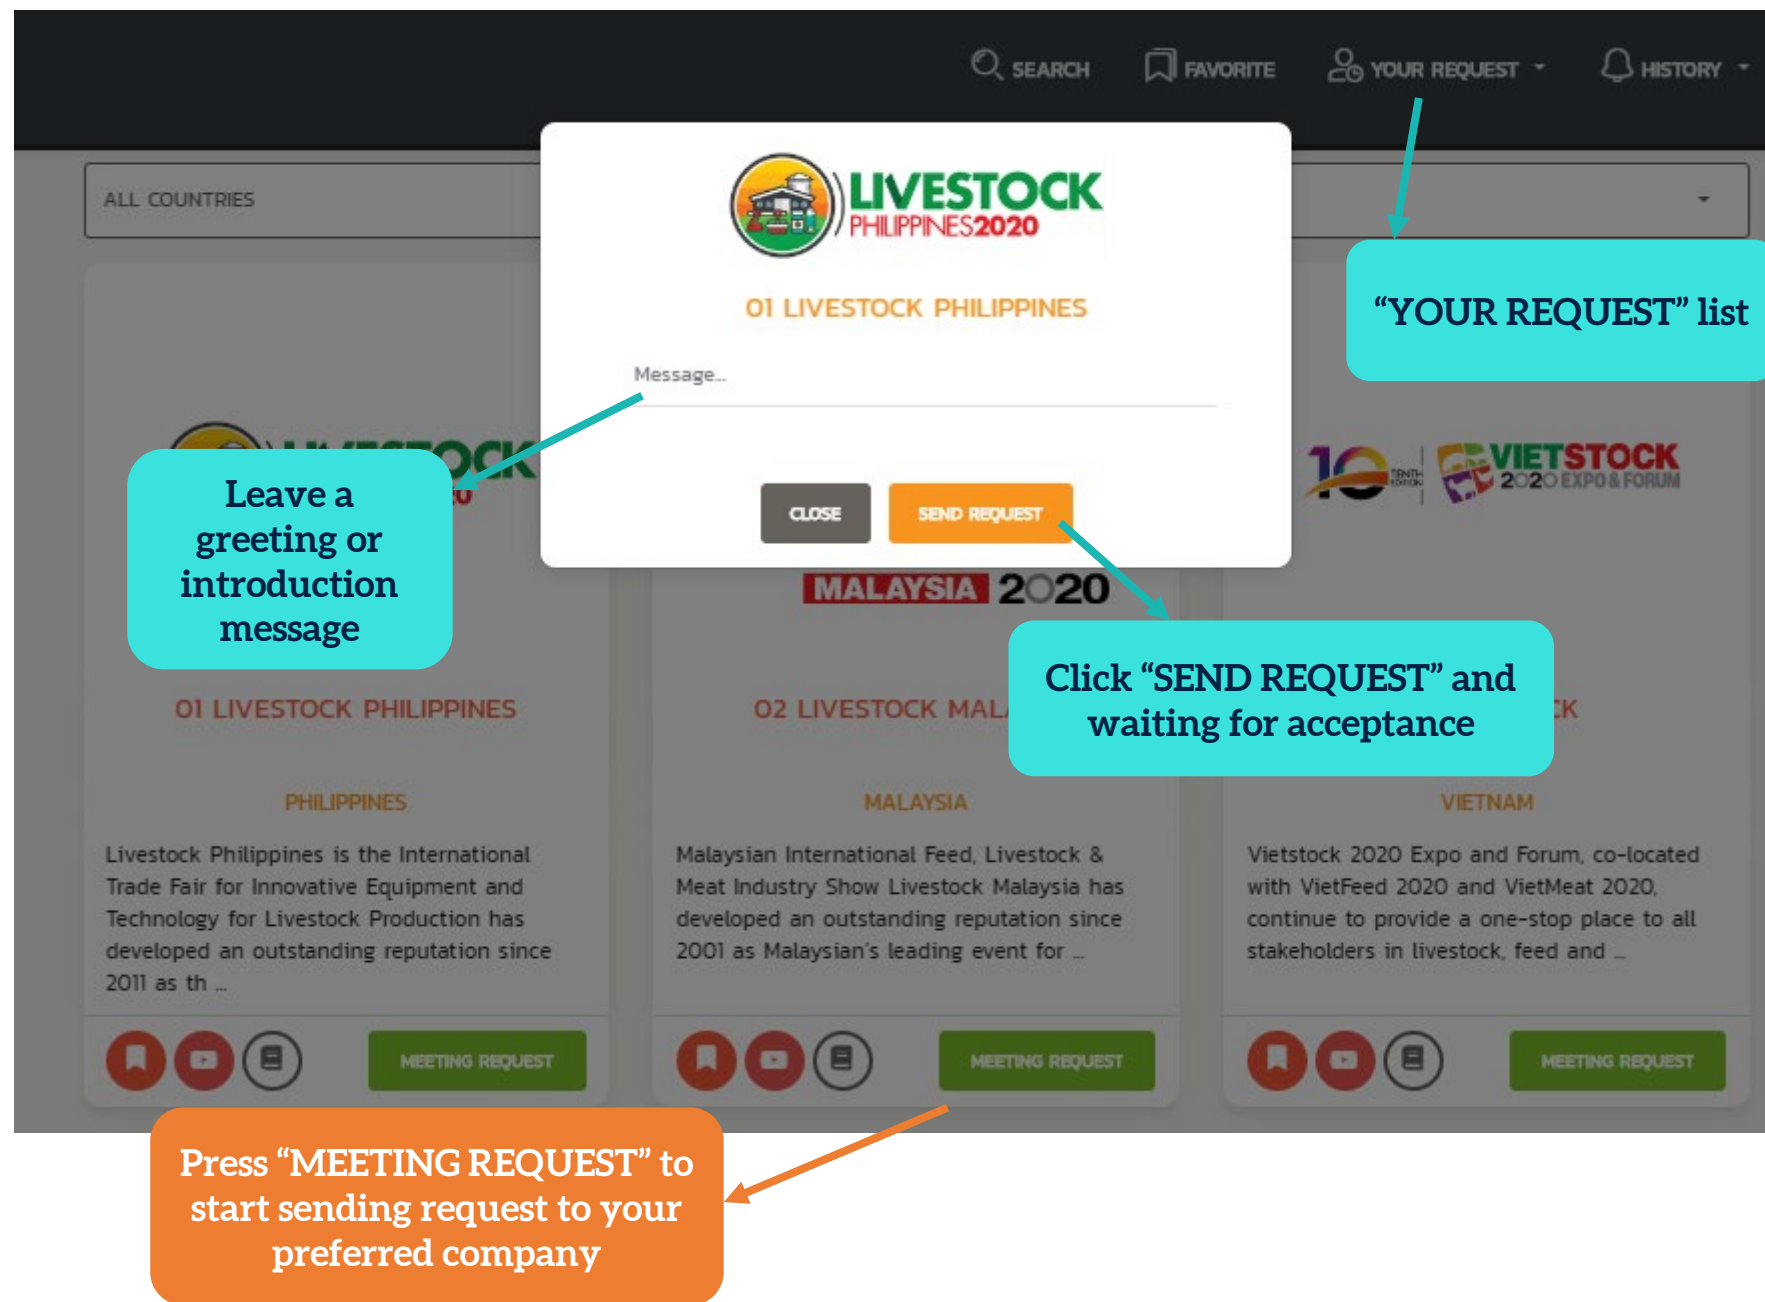 SEARCH
FAVORITE
YOUR REQUEST
HISTORY
ALL COUNTRIES
LIVESTOCK
PHILIPPINES2020
01 LIVESTOCK PHILIPPINES
Message...
CLOSE
SEND REQUEST
"YOUR REQUEST" list
Leave a
greeting or
introduction
message
Click "SEND REQUEST" and
waiting for acceptance
10 TENTH
EDITION
VIETSTOCK
2020 EXPO & FORUM
MALAYSIA 2020
01 LIVESTOCK PHILIPPINES
PHILIPPINES
Livestock Philippines is the International
Trade Fair for Innovative Equipment and
Technology for Livestock Production has
developed an outstanding reputation since
2011 as th ...
MEETING REQUEST
02 LIVESTOCK
MALAYSIA
Malaysian International Feed, Livestock &
Meat Industry Show Livestock Malaysia has
developed an outstanding reputation since
2001 as Malaysian's leading event for ...
MEETING REQUEST
VIETNAM
Vietstock 2020 Expo and Forum, co-located
with VietFeed 2020 and VietMeat 2020,
continue to provide a one-stop place to all
stakeholders in livestock, feed and ...
MEETING REQUEST
Press "MEETING REQUEST" to
start sending request to your
preferred company